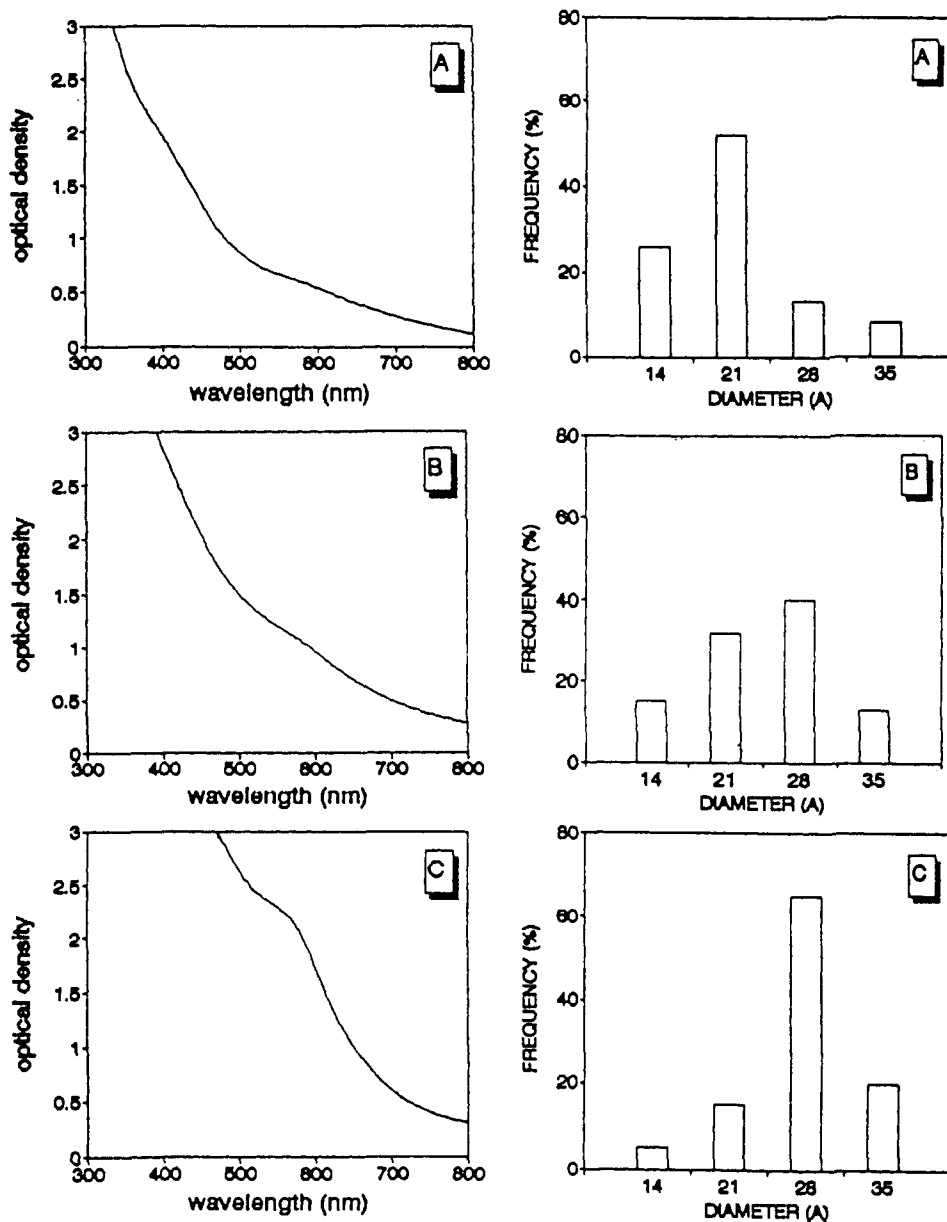 3
2.5
2
1.5
1
0.5
0
optical density
300 400 500 600 700 800
wavelength (nm)
A
80
60
40
20
0
FREQUENCY (%)
14 21 28 35
DIAMETER (A)
A
3
2.5
2
1.5
1
0.5
0
optical density
300 400 500 600 700 800
wavelength (nm)
B
80
60
40
20
0
FREQUENCY (%)
14 21 28 35
DIAMETER (A)
B
3
2.5
2
1.5
1
0.5
0
optical density
300 400 500 600 700 800
wavelength (nm)
C
80
60
40
20
0
FREQUENCY (%)
14 21 28 35
DIAMETER (A)
C